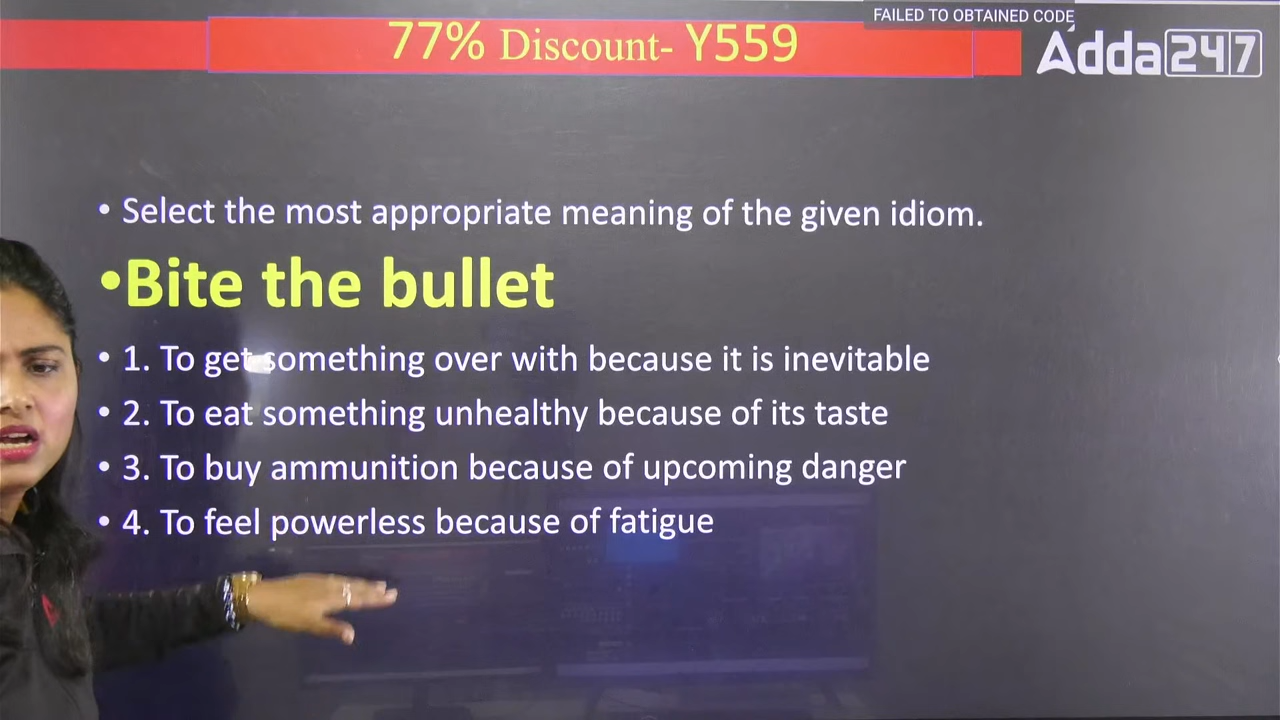 FAILED TO OBTAINED CODE
77% Discount- Y559
Adda247
• Select the most appropriate meaning of the given idiom.
•Bite the bullet
• 1. To get something over with because it is inevitable
• 2. To eat something unhealthy because of its taste
• 3. To buy ammunition because of upcoming danger
• 4. To feel powerless because of fatigue